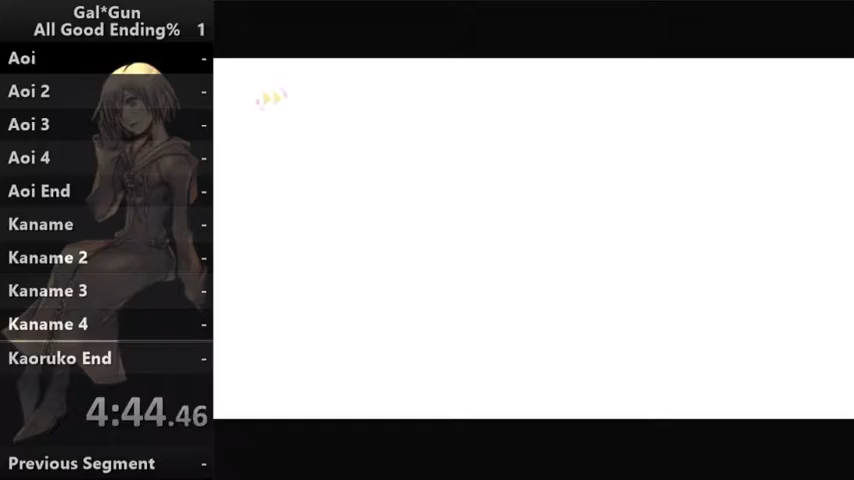 Gal*Gun
All Good Ending% 1
Aoi -
Aoi 2 -
Aoi 3 -
Aoi 4 -
Aoi End -
Kaname -
Kaname 2 -
Kaname 3 -
Kaname 4 -
Kaoruko End -
4:44.46
Previous Segment -